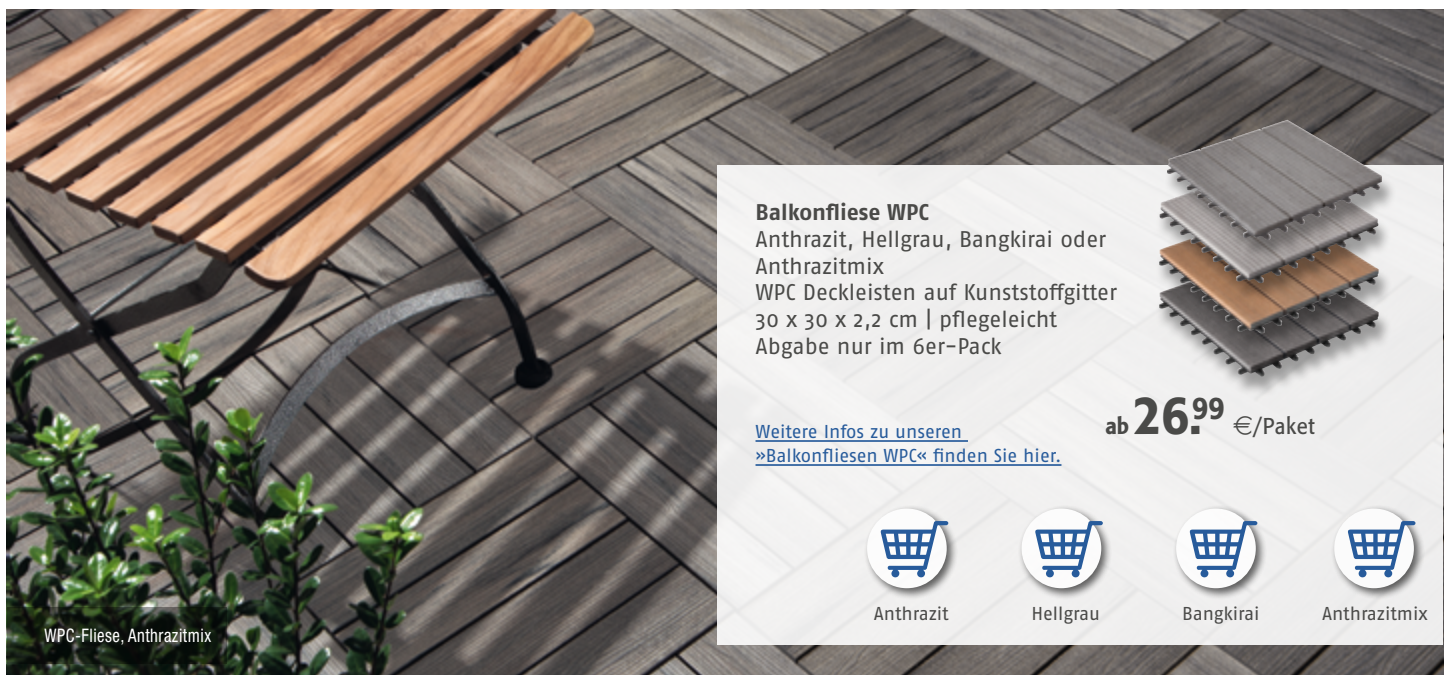 Balkonfliese WPC
Anthrazit, Hellgrau, Bangkirai oder
Anthrazitmix
WPC Deckleisten auf Kunststoffgitter
30 x 30 x 2,2 cm | pflegeleicht
Abgabe nur im 6er-Pack
ab 26.99 €/Paket
Weitere Infos zu unseren
»Balkonfliesen WPC« finden Sie hier.
Anthrazit
Hellgrau
Bangkirai
Anthrazitmix
WPC-Fliese, Anthrazitmix